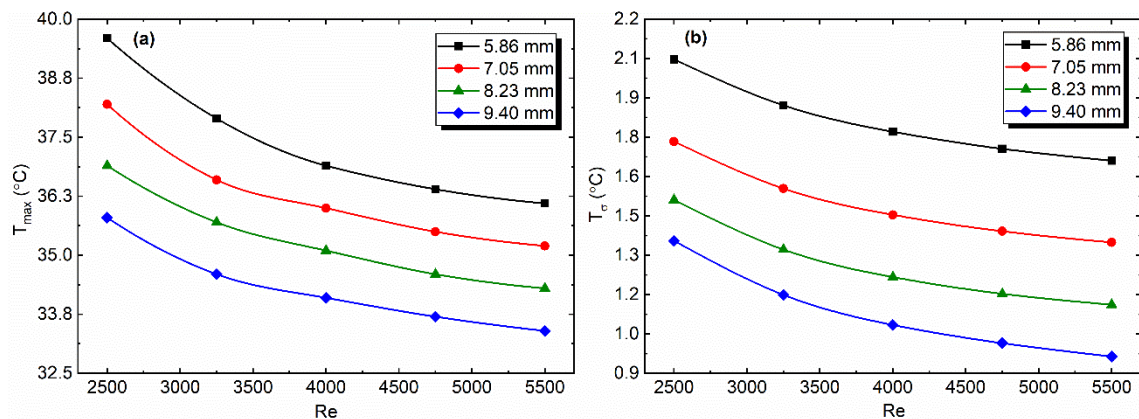 (a)
5.86 mm
7.05 mm
8.23 mm
9.40 mm
40.0
38.8
37.5
36.3
35.0
33.8
32.5
T_max (°C)
2500 3000 3500 4000 4500 5000 5500
Re
(b)
5.86 mm
7.05 mm
8.23 mm
9.40 mm
2.2
2.1
1.9
1.8
1.6
1.5
1.3
1.2
1.0
0.9
T_σ (°C)
2500 3000 3500 4000 4500 5000 5500
Re